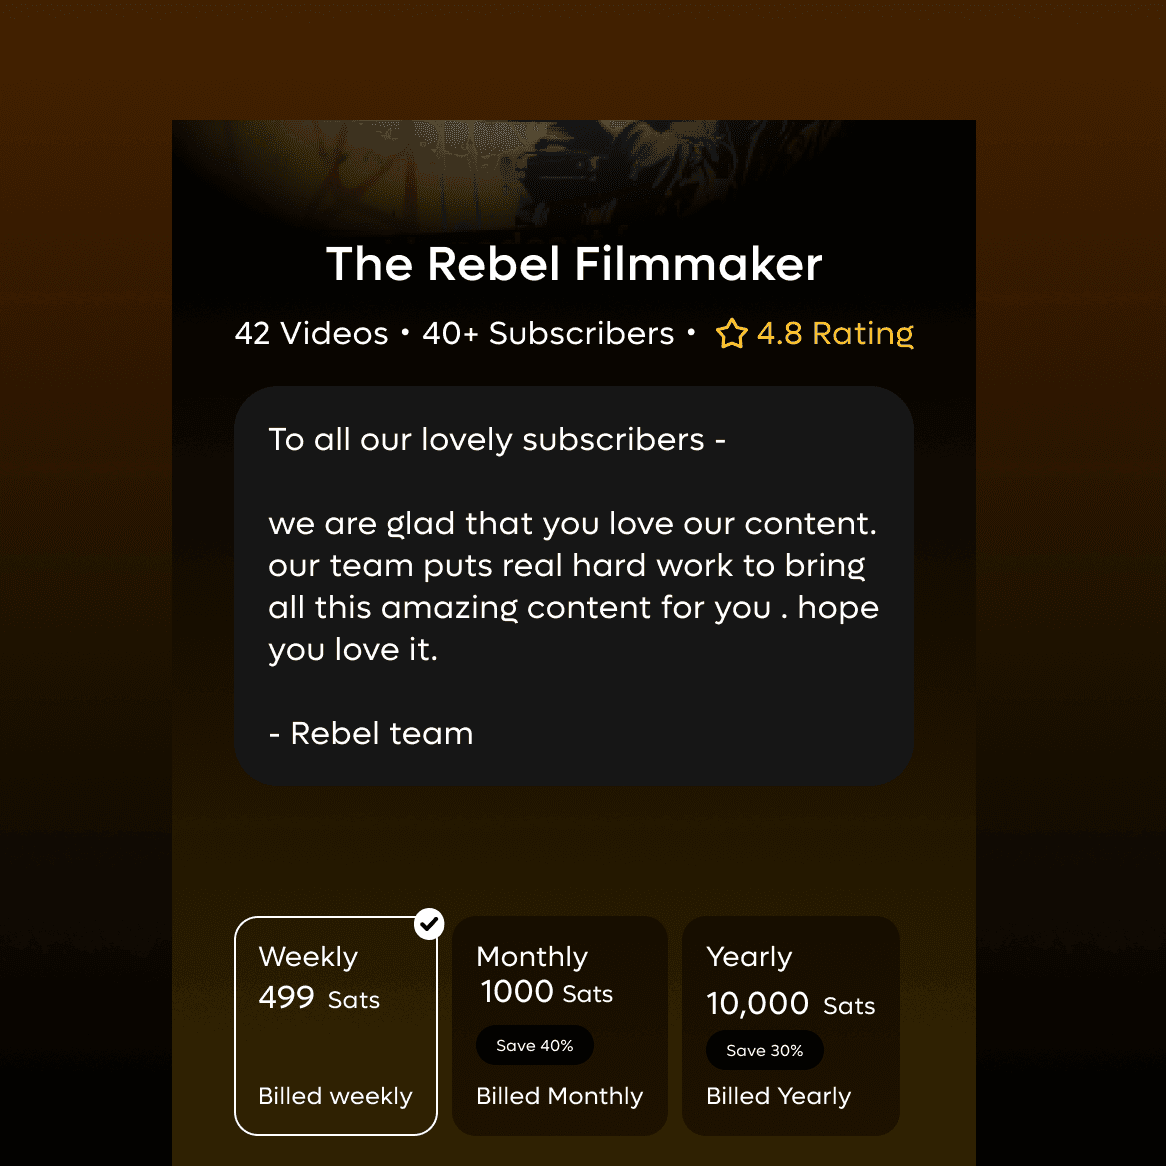 The Rebel Filmmaker
42 Videos • 40+ Subscribers • 4.8 Rating
To all our lovely subscribers -
we are glad that you love our content.
our team puts real hard work to bring
all this amazing content for you . hope
you love it.
- Rebel team
Weekly
499 Sats
Billed weekly
Monthly
1000 Sats
Save 40%
Billed Monthly
Yearly
10,000 Sats
Save 30%
Billed Yearly